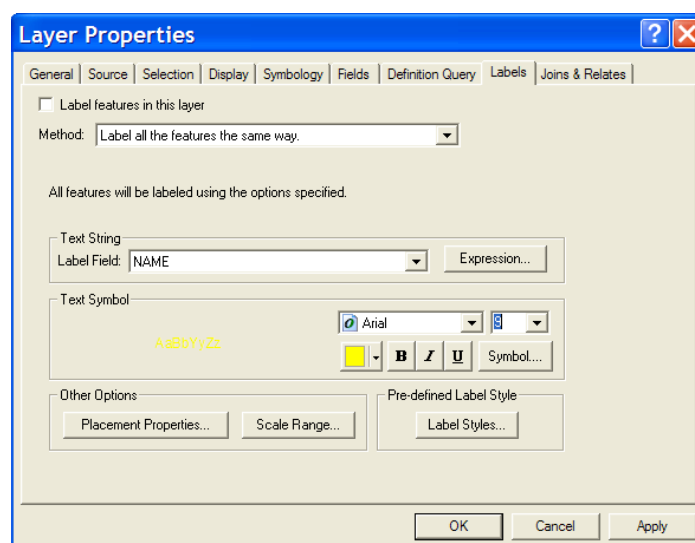 Layer Properties
General Source Selection Display Symbology Fields Definition Query Labels Joins & Relates
Label features in this layer
Method: Label all the features the same way.
All features will be labeled using the options specified.
Text String
Label Field: NAME Expression...
Text Symbol
AaBbYyZz
Arial 9
B I U Symbol....
Other Options
Placement Properties... Scale Range...
Pre-defined Label Style
Label Styles...
OK Cancel Apply